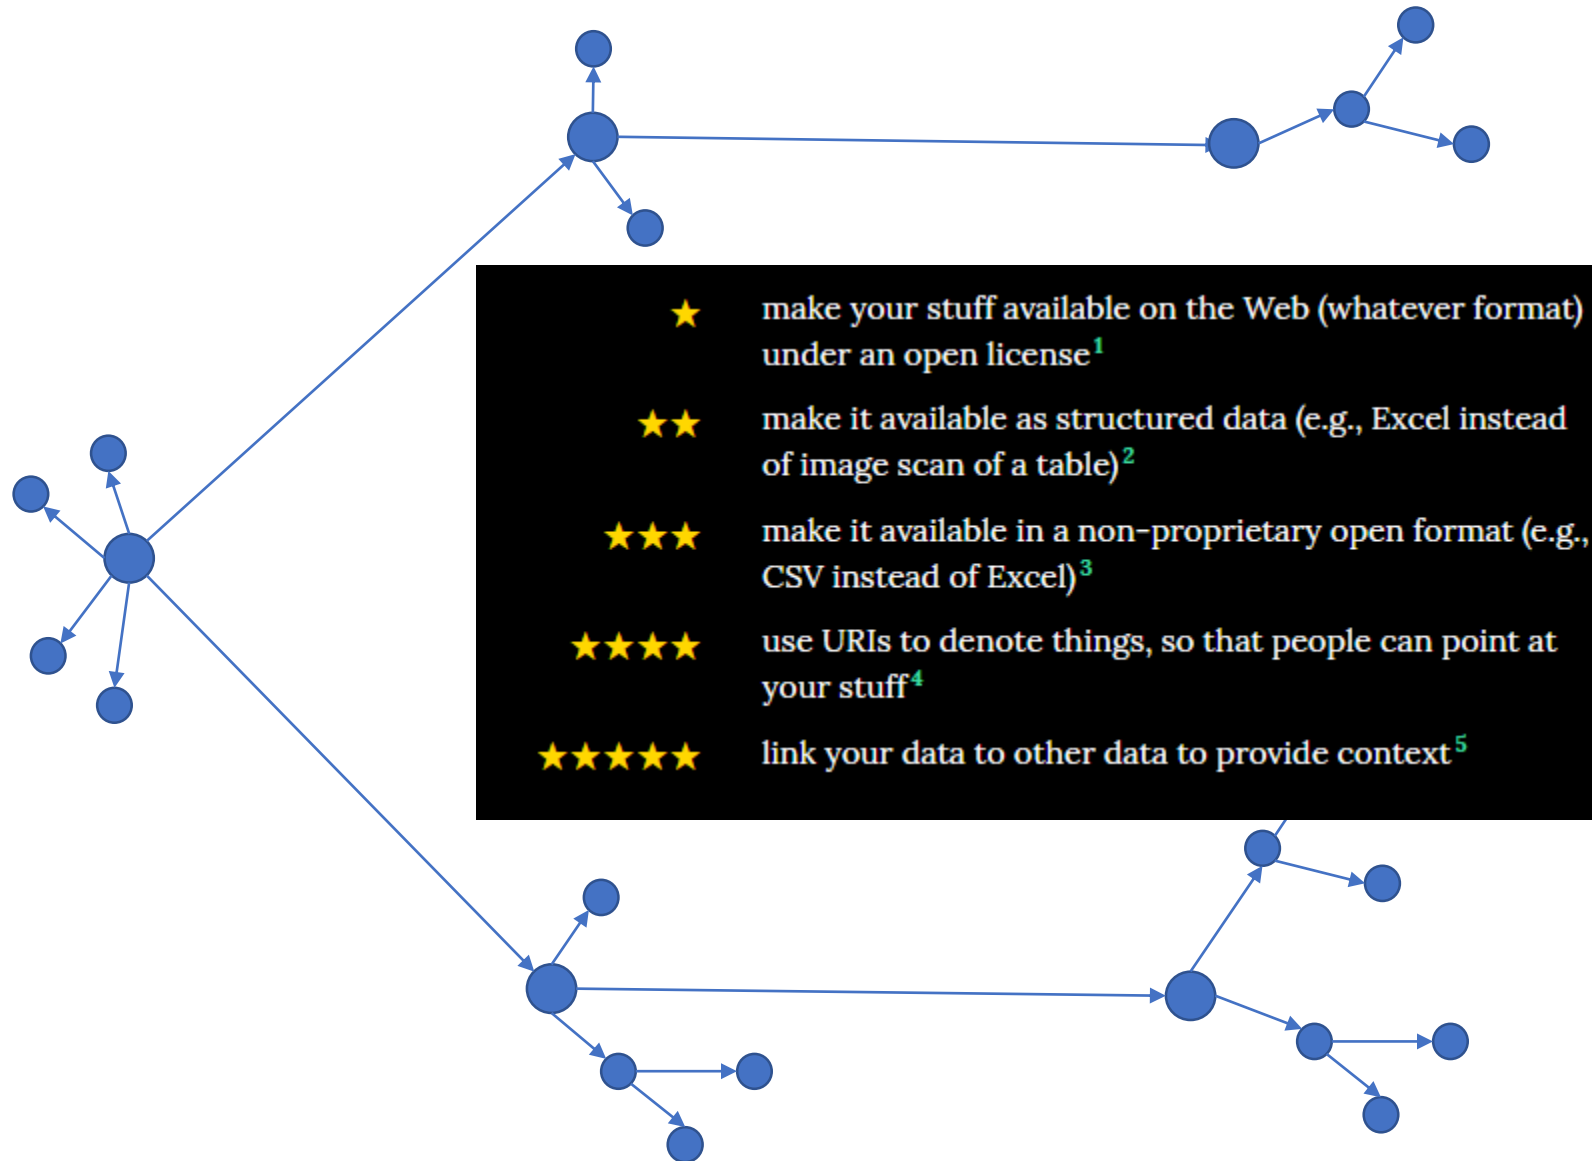 ★ make your stuff available on the Web (whatever format)
under an open license¹
★★ make it available as structured data (e.g., Excel instead
of image scan of a table)²
★★★ make it available in a non-proprietary open format (e.g.,
CSV instead of Excel)³
★★★★ use URIs to denote things, so that people can point at
your stuff⁴
★★★★★ link your data to other data to provide context⁵